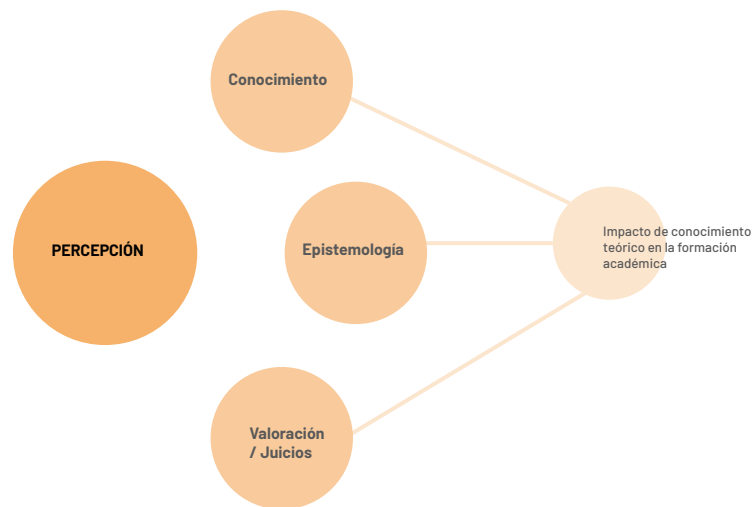 Conocimiento
PERCEPCIÓN
Epistemología
Impacto de conocimiento
teórico en la formación
académica
Valoración
/ Juicios